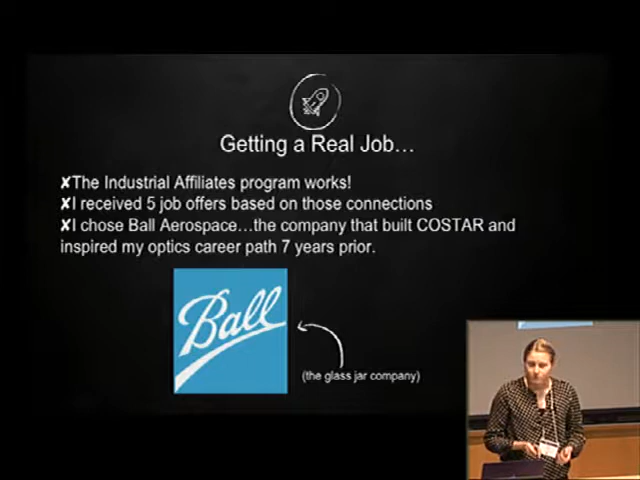 Getting a Real Job...
✘The Industrial Affiliates program works!
✘I received 5 job offers based on those connections
✘I chose Ball Aerospace...the company that built COSTAR and
inspired my optics career path 7 years prior.
Ball
(the glass jar company)